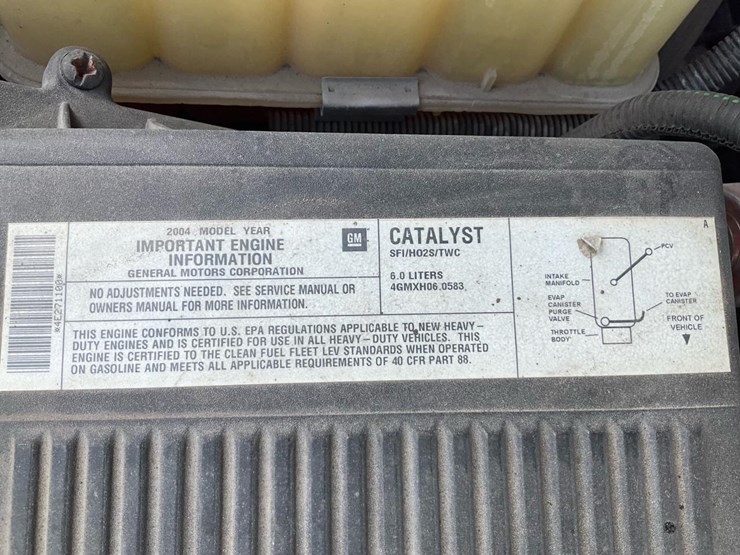 *4E271180*
2004 MODEL YEAR
IMPORTANT ENGINE
INFORMATION
GENERAL MOTORS CORPORATION
GM
NO ADJUSTMENTS NEEDED. SEE SERVICE MANUAL OR
OWNERS MANUAL FOR MORE INFORMATION.
CATALYST
SFI/HO2S/TWC
6.0 LITERS
4GMXH06.0583
THIS ENGINE CONFORMS TO U.S. EPA REGULATIONS APPLICABLE TO NEW HEAVY-
DUTY ENGINES AND IS CERTIFIED FOR USE IN ALL HEAVY-DUTY VEHICLES. THIS
ENGINE IS CERTIFIED TO THE CLEAN FUEL FLEET LEV STANDARDS WHEN OPERATED
ON GASOLINE AND MEETS ALL APPLICABLE REQUIREMENTS OF 40 CFR PART 88.
A
PCV
INTAKE
MANIFOLD
EVAP
CANISTER
PURGE
VALVE
THROTTLE
BODY
TO EVAP
CANISTER
FRONT OF
VEHICLE